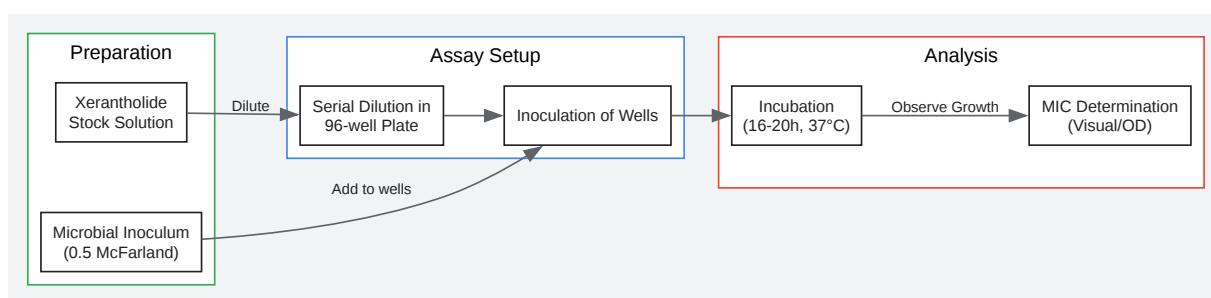 Preparation
Xerantholide
Stock Solution
Microbial Inoculum
(0.5 McFarland)
Dilute
Add to wells
Assay Setup
Serial Dilution in
96-well Plate
Inoculation of Wells
Analysis
Incubation
(16-20h, 37°C)
Observe Growth
MIC Determination
(Visual/OD)